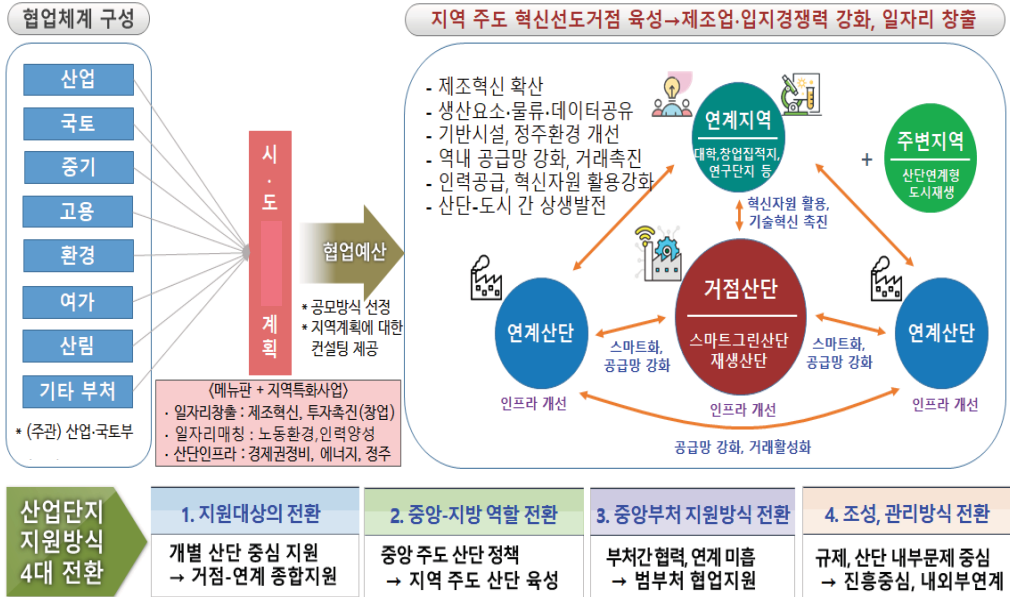 협업체계 구성
산업
국토
중기
고용
환경
여가
산림
기타 부처
* (주관) 산업·국토부
시
·
도
계
획
협업예산
* 공모방식 선정
* 지역계획에 대한
컨설팅 제공
〈메뉴판 + 지역특화사업〉
· 일자리창출 : 제조혁신, 투자촉진(창업)
· 일자리매칭 : 노동환경,인력양성
· 산단인프라 : 경제권정비, 에너지, 정주
지역 주도 혁신선도거점 육성→제조업·입지경쟁력 강화, 일자리 창출
- 제조혁신 확산
- 생산요소·물류·데이터공유
- 기반시설, 정주환경 개선
- 역내 공급망 강화, 거래촉진
- 인력공급, 혁신자원 활용강화
- 산단-도시 간 상생발전
연계지역
대학,창업집적지,
연구단지 등
+
주변지역
산단연계형
도시재생
혁신자원 활용,
기술혁신 촉진
연계산단
스마트화,
공급망 강화
거점산단
스마트그린산단
재생산단
스마트화,
공급망 강화
연계산단
인프라 개선
인프라 개선
인프라 개선
공급망 강화, 거래활성화
산업단지
지원방식
4대 전환
1. 지원대상의 전환
개별 산단 중심 지원
→ 거점-연계 종합지원
2. 중앙-지방 역할 전환
중앙 주도 산단 정책
→ 지역 주도 산단 육성
3. 중앙부처 지원방식 전환
부처간협력, 연계 미흡
→ 범부처 협업지원
4. 조성, 관리방식 전환
규제, 산단 내부문제 중심
→ 진흥중심, 내외부연계